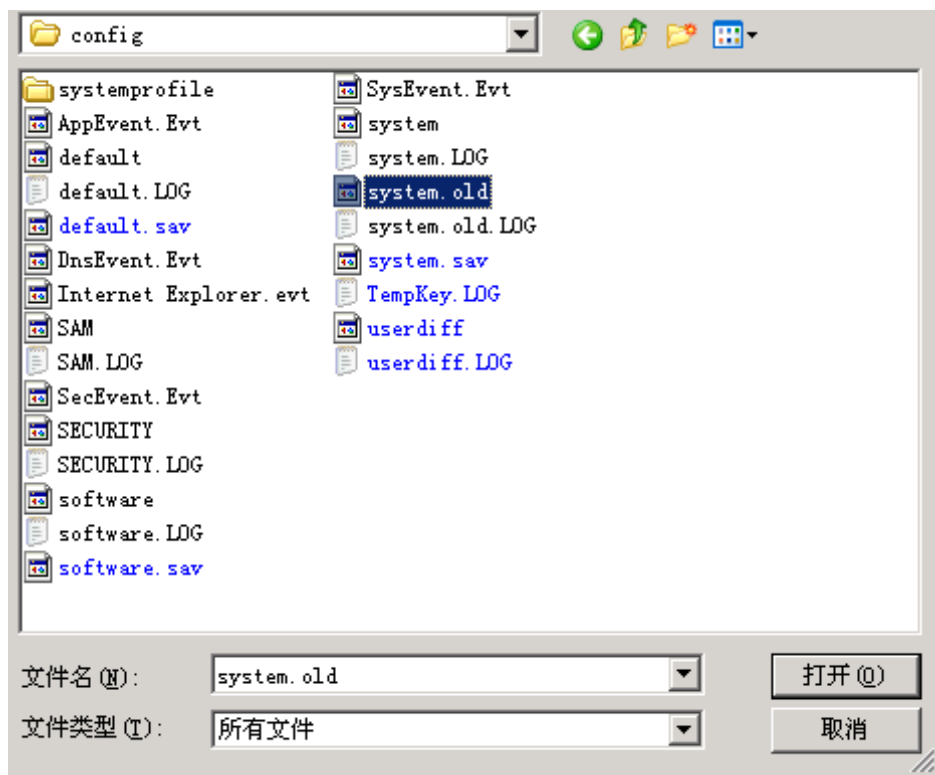 config
systemprofile
AppEvent.Evt
default
default.LOG
default.sav
DnsEvent.Evt
Internet Explorer.evt
SAM
SAM.LOG
SecEvent.Evt
SECURITY
SECURITY.LOG
software
software.LOG
software.sav
SysEvent.Evt
system
system.LOG
system.old
system.old.LOG
system.sav
TempKey.LOG
userdiff
userdiff.LOG
文件名(N): system.old 打开(O)
文件类型(T): 所有文件 取消